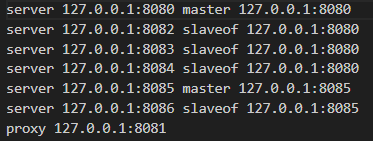 server 127.0.0.1:8080 master 127.0.0.1:8080
server 127.0.0.1:8082 slaveof 127.0.0.1:8080
server 127.0.0.1:8083 slaveof 127.0.0.1:8080
server 127.0.0.1:8084 slaveof 127.0.0.1:8080
server 127.0.0.1:8085 master 127.0.0.1:8085
server 127.0.0.1:8086 slaveof 127.0.0.1:8085
proxy 127.0.0.1:8081